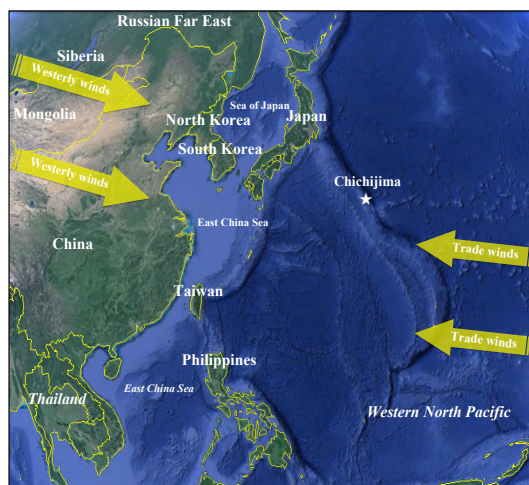 Russian Far East
Siberia
Westerly winds
Mongolia
Sea of Japan
North Korea
Japan
South Korea
Westerly winds
Chichijima
East China Sea
China
Trade winds
Taiwan
Trade winds
Philippines
East China Sea
Thailand
Western North Pacific